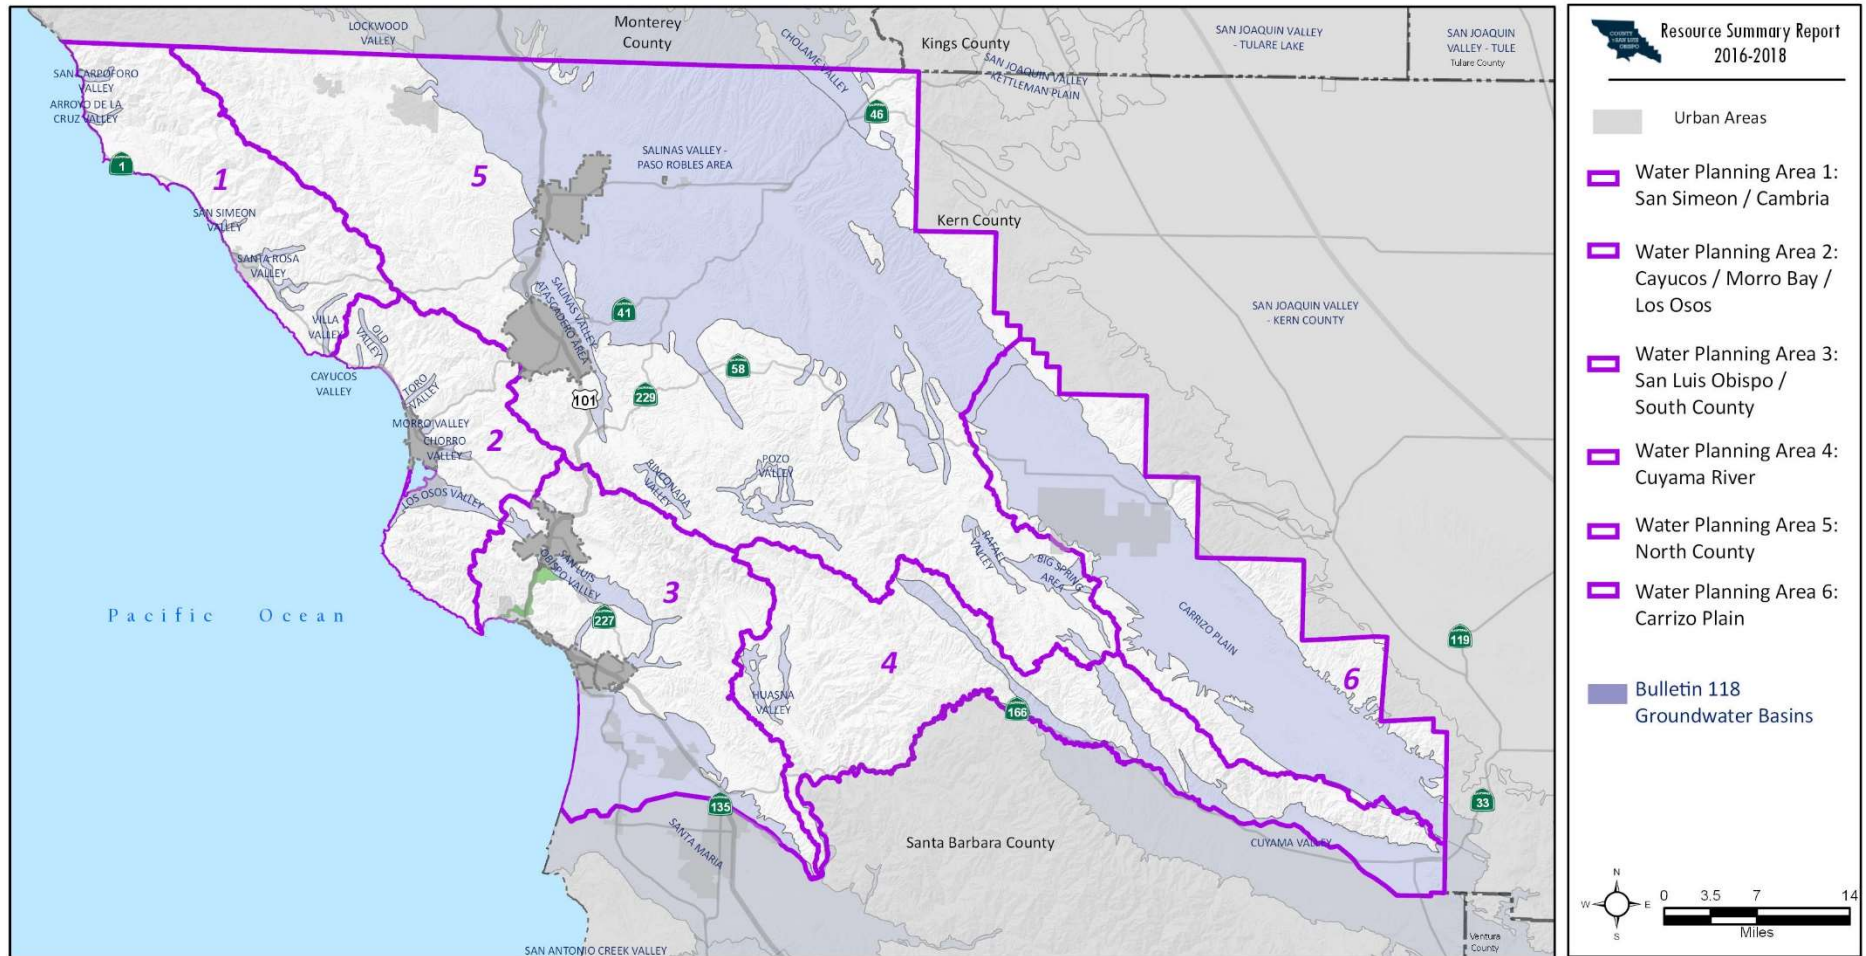 LOCKWOOD
VALLEY
Monterey
County
CHOLAME VALLEY
Kings County
SAN JOAQUIN VALLEY
- KETTLEMAN PLAIN
SAN JOAQUIN VALLEY
- TULARE LAKE
SAN JOAQUIN
VALLEY - TULE
Tulare County
SAN CARPOFORO
VALLEY
ARROYO DE LA
CRUZ VALLEY
46
1
1
5
SALINAS VALLEY -
PASO ROBLES AREA
SAN SIMEON
VALLEY
Kern County
SANTA ROSA
VALLEY
SALINAS VALLEY-
ATASCADERO AREA
41
SAN JOAQUIN VALLEY
- KERN COUNTY
VILLA
VALLEY
OLD
VALLEY
CAYUCOS
VALLEY
TORO
VALLEY
58
229
101
MORRO VALLEY
CHORRO
VALLEY
2
RINCONADA
VALLEY
POZO
VALLEY
LOS OSOS VALLEY
SAN LUIS
OBISPO VALLEY
3
227
RAFAEL
VALLEY
BIG SPRING
AREA
CARRIZO PLAIN
Pacific Ocean
119
4
6
HUASNA
VALLEY
166
135
33
SANTA MARIA
Santa Barbara County
CUYAMA VALLEY
SAN ANTONIO CREEK VALLEY
Ventura
County
COUNTY
OF SAN LUIS
OBISPO
Resource Summary Report
2016-2018
Urban Areas
Water Planning Area 1:
San Simeon / Cambria
Water Planning Area 2:
Cayucos / Morro Bay /
Los Osos
Water Planning Area 3:
San Luis Obispo /
South County
Water Planning Area 4:
Cuyama River
Water Planning Area 5:
North County
Water Planning Area 6:
Carrizo Plain
Bulletin 118
Groundwater Basins
N
W E
S
0 3.5 7 14
Miles